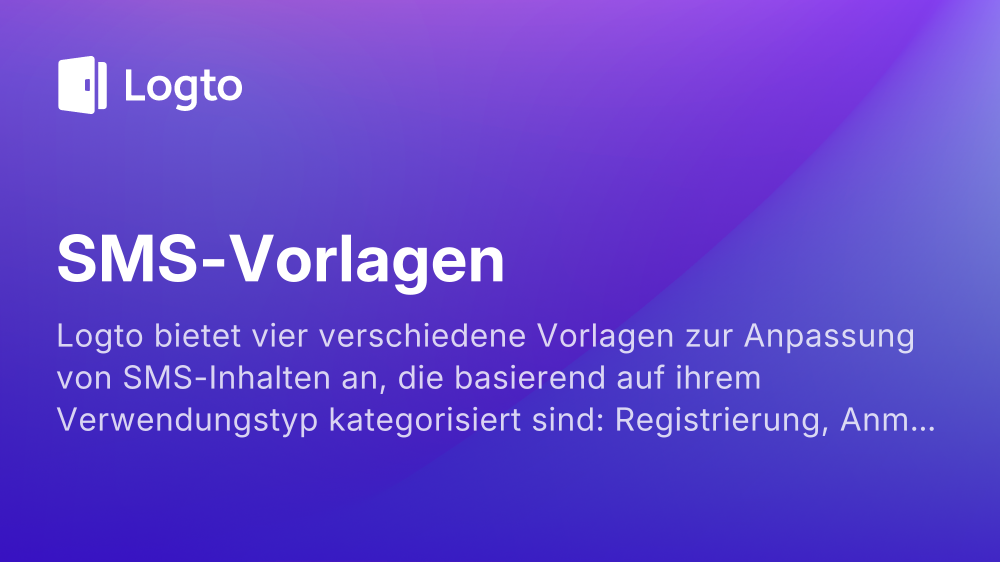 Logto
SMS-Vorlagen
Logto bietet vier verschiedene Vorlagen zur Anpassung
von SMS-Inhalten an, die basierend auf ihrem
Verwendungstyp kategorisiert sind: Registrierung, Anm...